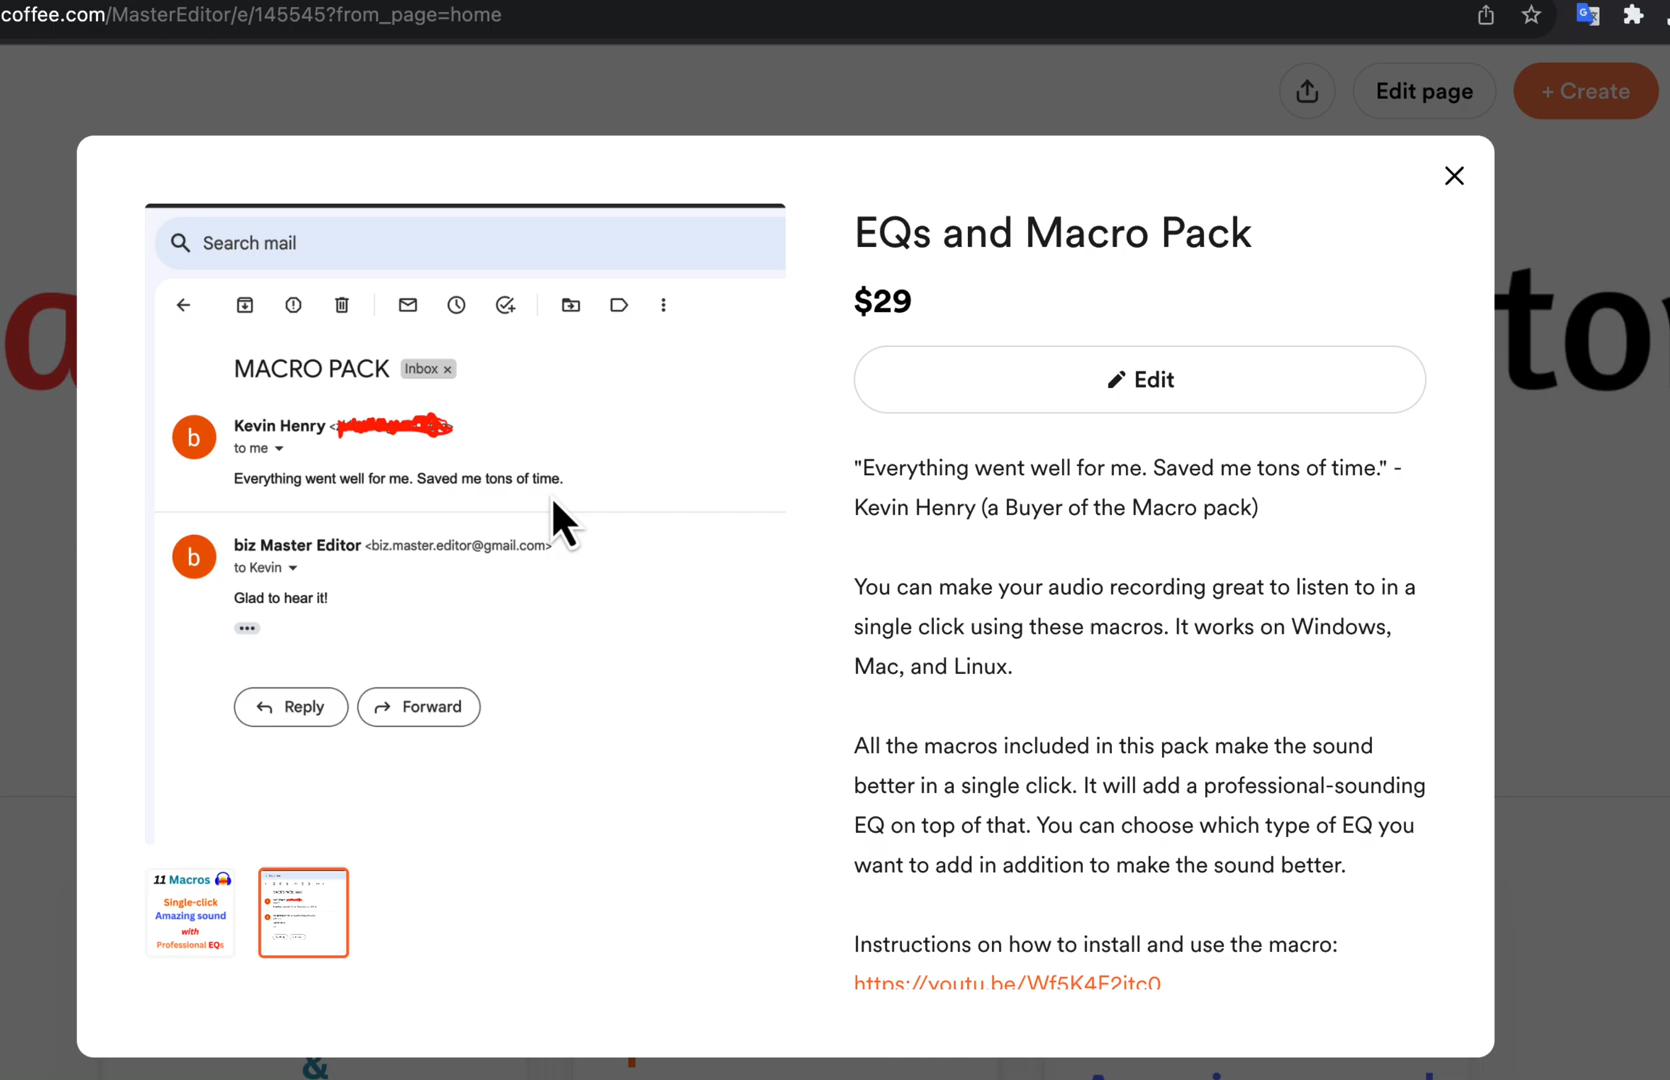 coffee.com/MasterEditor/e/145545?from_page=home
Edit page
+ Create
Search mail
MACRO PACK
Inbox ×
Kevin Henry
to me
Everything went well for me. Saved me tons of time.
biz Master Editor <biz.master.editor@gmail.com>
to Kevin
Glad to hear it!
Reply
Forward
11 Macros
Single-click
Amazing sound
with
Professional EQs
EQs and Macro Pack
$29
Edit
"Everything went well for me. Saved me tons of time." -
Kevin Henry (a Buyer of the Macro pack)
You can make your audio recording great to listen to in a
single click using these macros. It works on Windows,
Mac, and Linux.
All the macros included in this pack make the sound
better in a single click. It will add a professional-sounding
EQ on top of that. You can choose which type of EQ you
want to add in addition to make the sound better.
Instructions on how to install and use the macro:
https://youtu.be/Wf5K4F2itc0
&